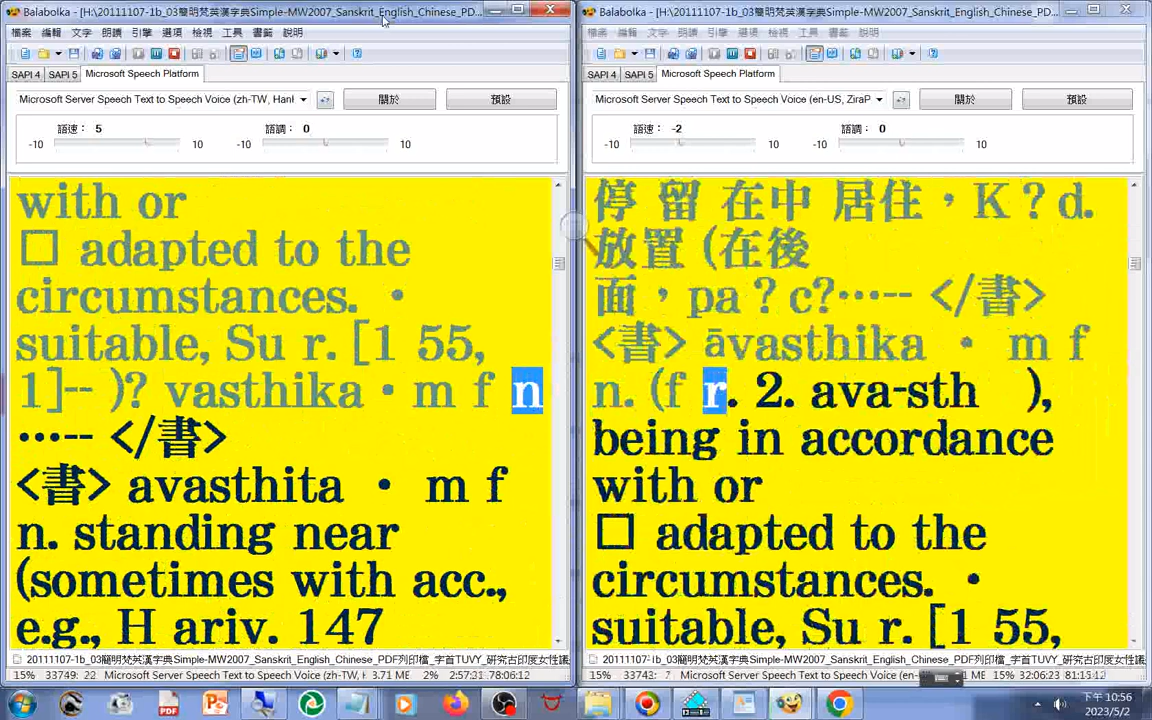 Balabolka - [H:\20111107-1b_03簡明梵英漢字典Simple-MW2007_Sanskrit_English_Chinese_PD...
檔案 編輯 文字 朗讀 引擎 選項 檢視 工具 書籤 說明
SAPI 4 SAPI 5 Microsoft Speech Platform
Microsoft Server Speech Text to Speech Voice (zh-TW, Hanl
關於 預設
語速: 5 語調: 0
-10 10 -10 10
with or
□ adapted to the
circumstances. •
suitable, Su r. [1 55,
1]-- )? vasthika • m f n
…-- </書>
<書> avasthita • m f
n. standing near
(sometimes with acc.,
e.g., H ariv. 147
20111107-1b_03簡明梵英漢字典Simple-MW2007_Sanskrit_English_Chinese_PDF列印檔_字首TUVY_研究古印度女性議
15% 33749: 22 Microsoft Server Speech Text to Speech Voice (zh-TW, 3.71 ME 2% 2:57:31 78:06:12
Balabolka - [H:\20111107-1b_03簡明梵英漢字典Simple-MW2007_Sanskrit_English_Chinese_PD...
檔案 編輯 文字 朗讀 引擎 選項 檢視 工具 書籤 說明
SAPI 4 SAPI 5 Microsoft Speech Platform
Microsoft Server Speech Text to Speech Voice (en-US, ZiraP
關於 預設
語速: -2 語調: 0
-10 10 -10 10
停 留 在中 居住,K?d.
放置 (在後
面,pa?c?…-- </書>
<書> āvasthika • m f
n. (f r. 2. ava-sth ),
being in accordance
with or
□ adapted to the
circumstances. •
suitable, Su r. [1 55,
20111107-1b_03簡明梵英漢字典Simple-MW2007_Sanskrit_English_Chinese_PDF列印檔_字首TUVY_研究古印度女性議
15% 33743: 7 Microsoft Server Speech Text to Speech Voice (en-US, 15% 32:06:23 81:15:12
下午 10:56
2023/5/2